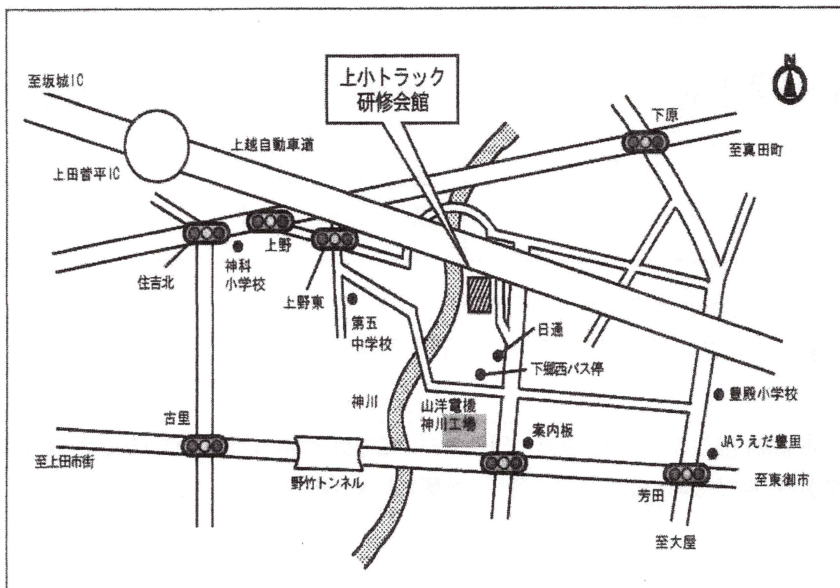 上小トラック
研修会館
N
至坂城IC
下原
上越自動車道
至真田町
上田菅平IC
上野
住吉北
神科
小学校
上野東
第五
中学校
日通
下郷西バス停
豊殿小学校
神川
山洋電機
神川工場
古里
案内板
JAうえだ豊里
至上田市街
野竹トンネル
芳田
至東御市
至大屋